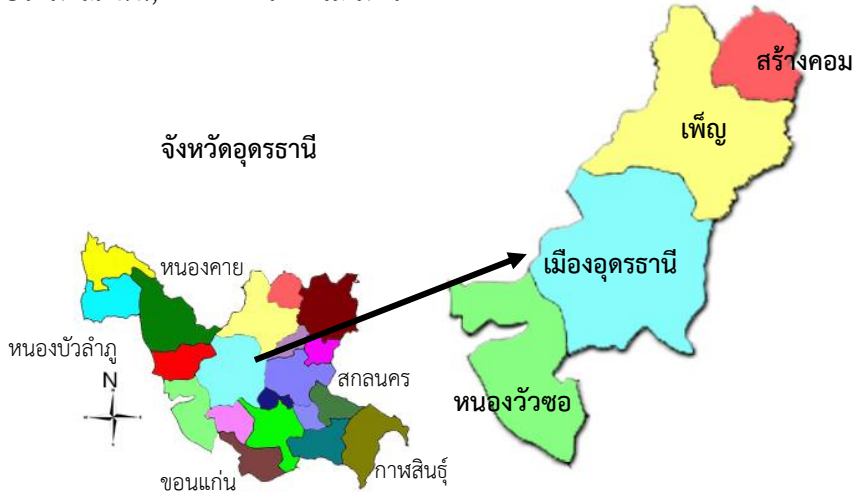 สร้างคอม
เพ็ญ
จังหวัดอุดรธานี
เมืองอุดรธานี
หนองคาย
หนองบัวลำภู
N
สกลนคร
หนองวัวซอ
ขอนแก่น
กาฬสินธุ์